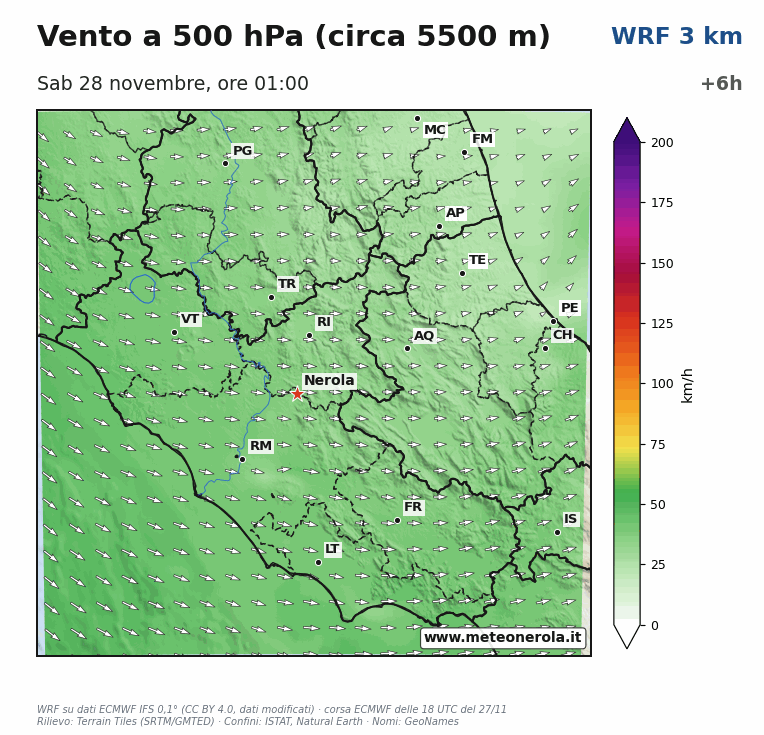 Vento a 500 hPa (circa 5500 m)
WRF 3 km
Sab 28 novembre, ore 01:00
+6h
MC
FM
PG
AP
TE
TR
PE
VT
RI
AQ
CH
Nerola
RM
FR
IS
LT
www.meteonerola.it
200
175
150
125
100
75
50
25
0
km/h
WRF su dati ECMWF IFS 0,1° (CC BY 4.0, dati modificati) · corsa ECMWF delle 18 UTC del 27/11
Rilievo: Terrain Tiles (SRTM/GMTED) · Confini: ISTAT, Natural Earth · Nomi: GeoNames